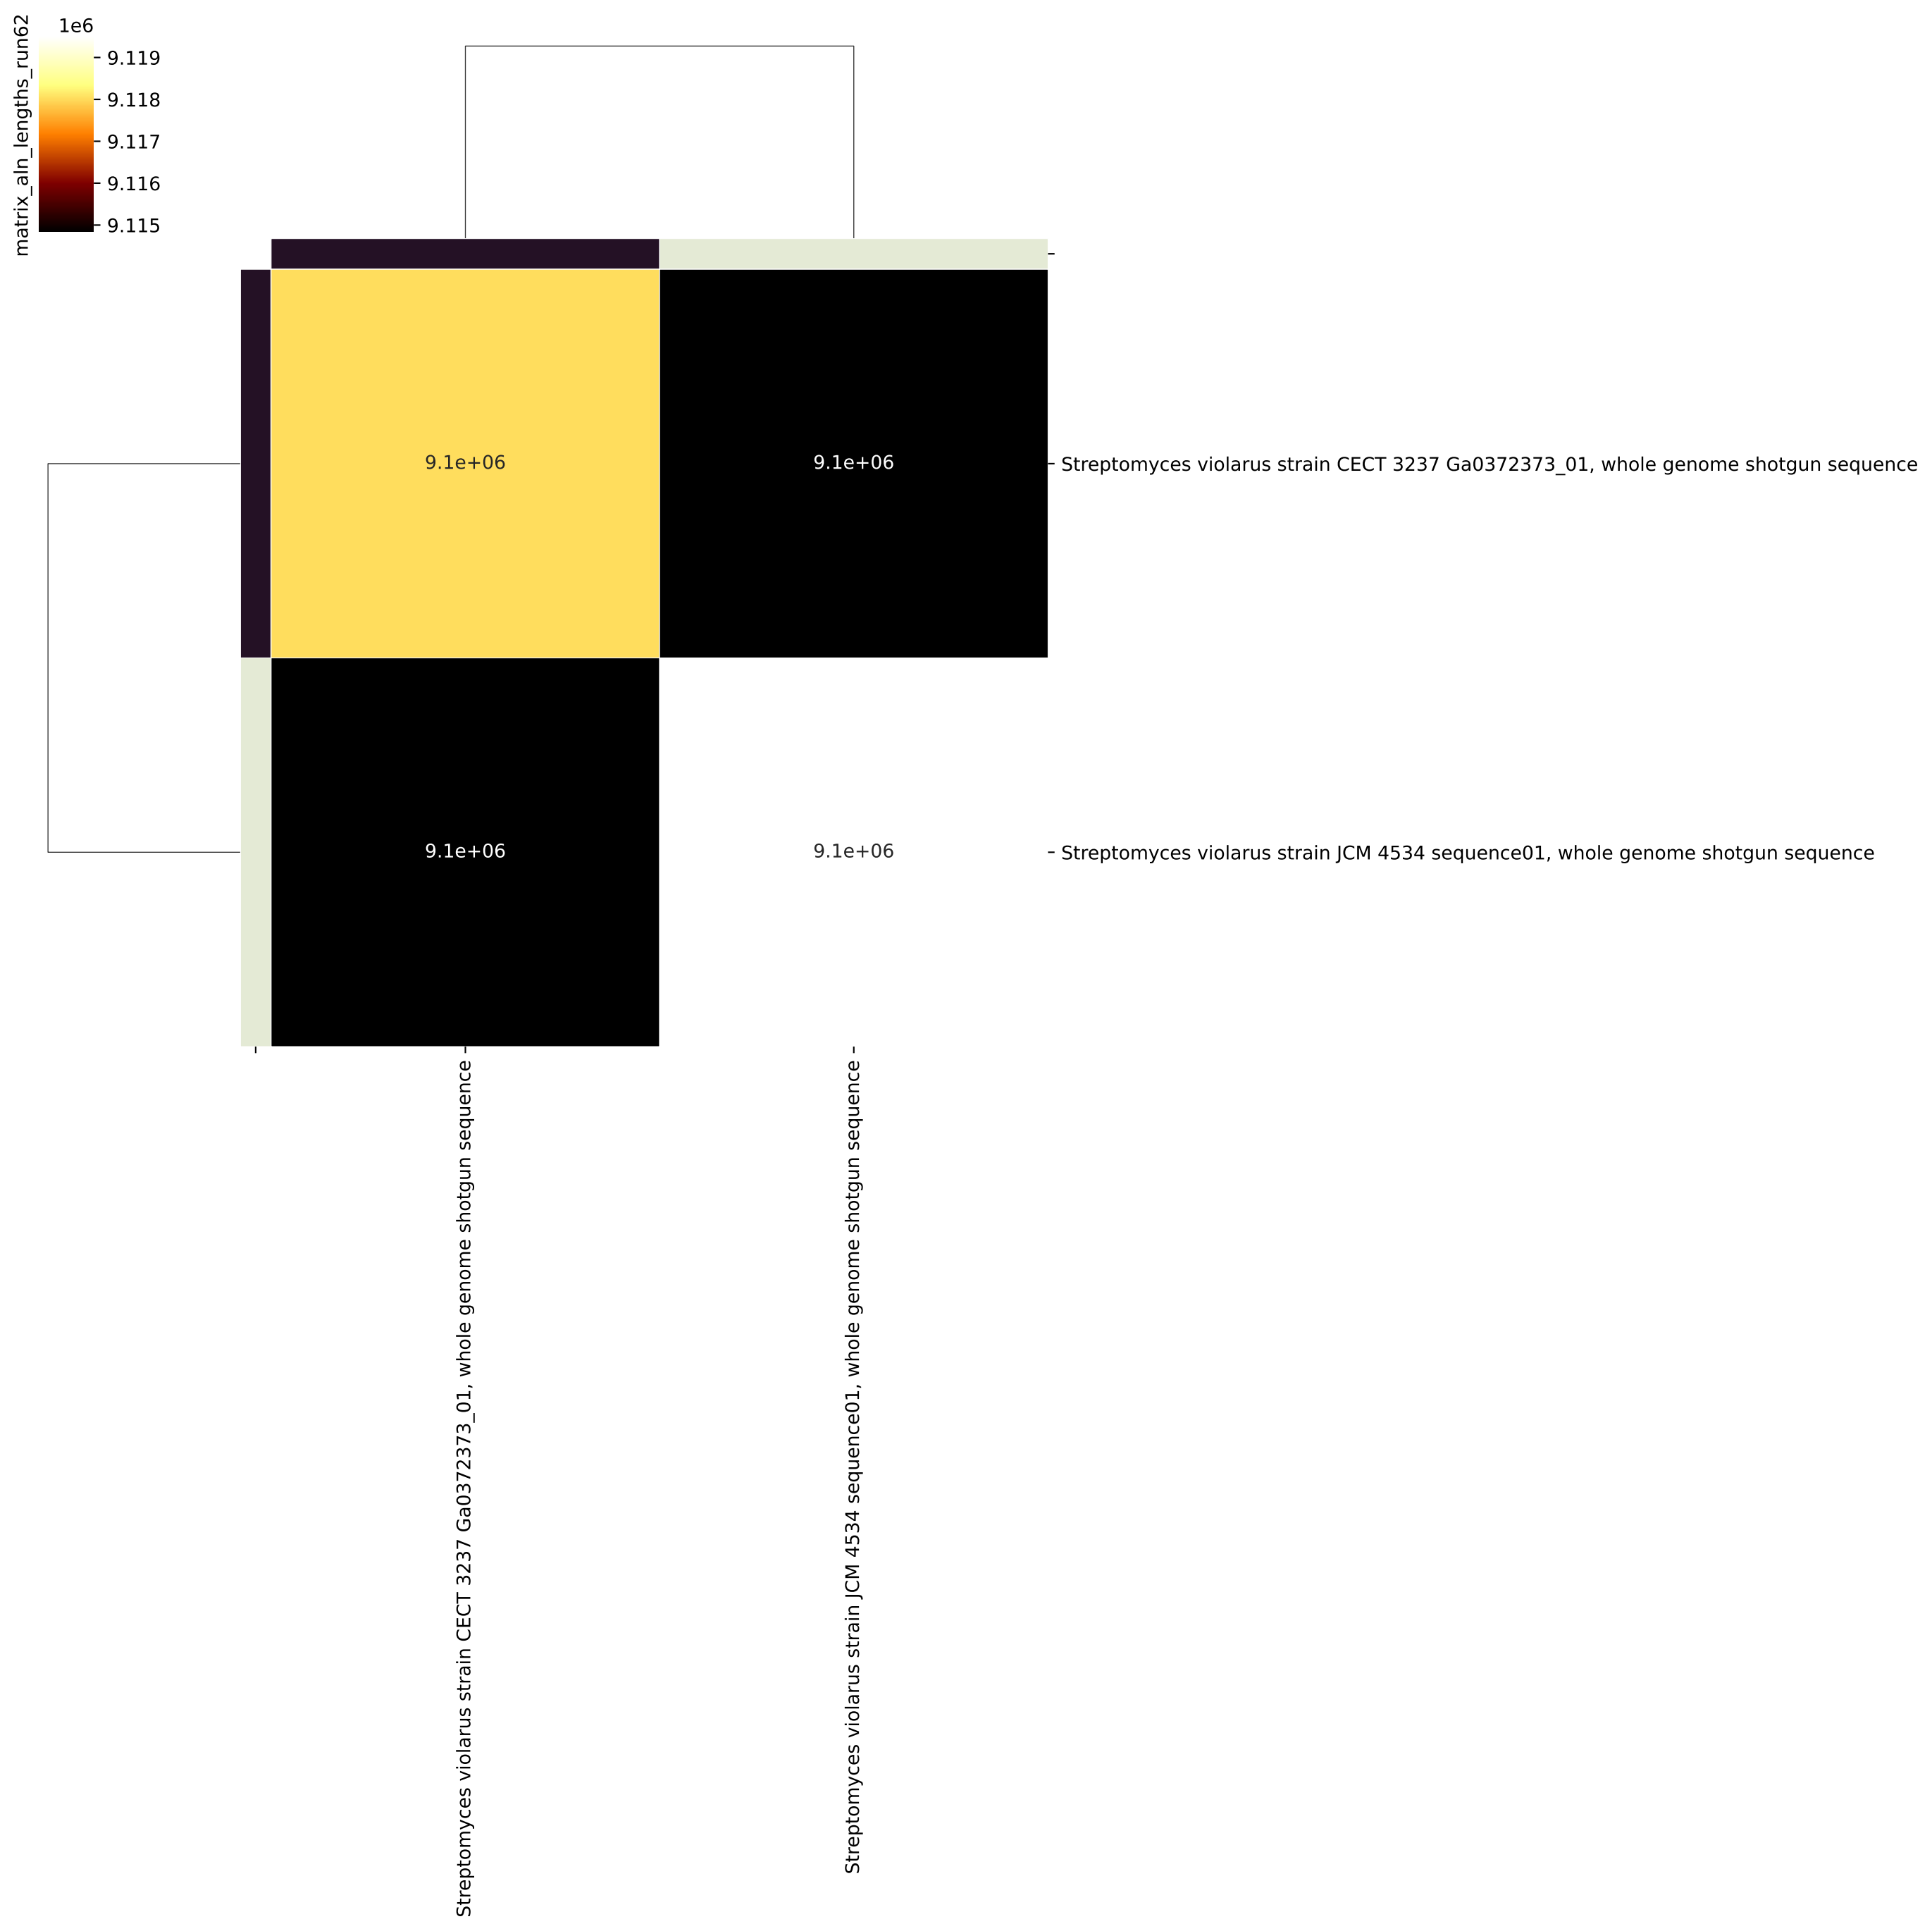 1e6
matrix_aln_lengths_run62
9.119
9.118
9.117
9.116
9.115
9.1e+06
9.1e+06
Streptomyces violarus strain CECT 3237 Ga0372373_01, whole genome shotgun sequence
9.1e+06
9.1e+06
Streptomyces violarus strain JCM 4534 sequence01, whole genome shotgun sequence
Streptomyces violarus strain CECT 3237 Ga0372373_01, whole genome shotgun sequence
Streptomyces violarus strain JCM 4534 sequence01, whole genome shotgun sequence